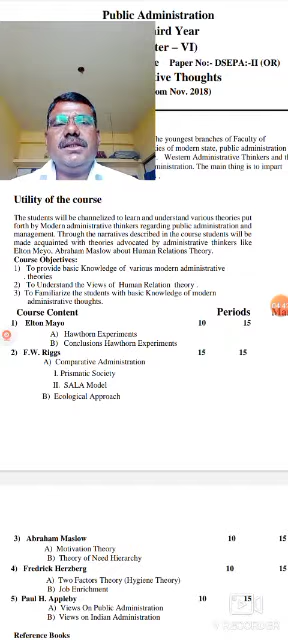 Public Administration
hird Year
ter – VI)
e Paper No:- DSEPA:-II (OR)
ive Thoughts
om Nov. 2018)
he youngest branches of Faculty of
ies of modern state, public administration
. Western Administrative Thinkers and th
ministration. The main thing is to impart
.
Utility of the course
The students will be channelized to learn and understand various theories put
forth by Modern administrative thinkers regarding public administration and
management. Through the narratives described in the course students will be
made acquainted with theories advocated by administrative thinkers like
Elton Meyo, Abraham Maslow about Human Relations Theory.
Course Objectives:
1) To provide basic Knowledge of various modern administrative
theories
2) To Understand the Views of Human Relation theory .
3) To Familiarize the students with basic Knowledge of modern
administrative thoughts.
Course Content Periods Ma
1) Elton Mayo 10 15
A) Hawthorn Experiments
B) Conclusions Hawthorn Experiments
2) F.W. Riggs 15 15
A) Comparative Administration
I. Prismatic Society
II. SALA Model
B) Ecological Approach
3) Abraham Maslow 10 15
A) Motivation Theory
B) Theory of Need Hierarchy
4) Fredrick Herzberg 10 15
A) Two Factors Theory (Hygiene Theory)
B) Job Enrichment
5) Paul H. Appleby 10 15
A) Views On Public Administration
B) Views on Indian Administration
VRECORDER
Reference Books